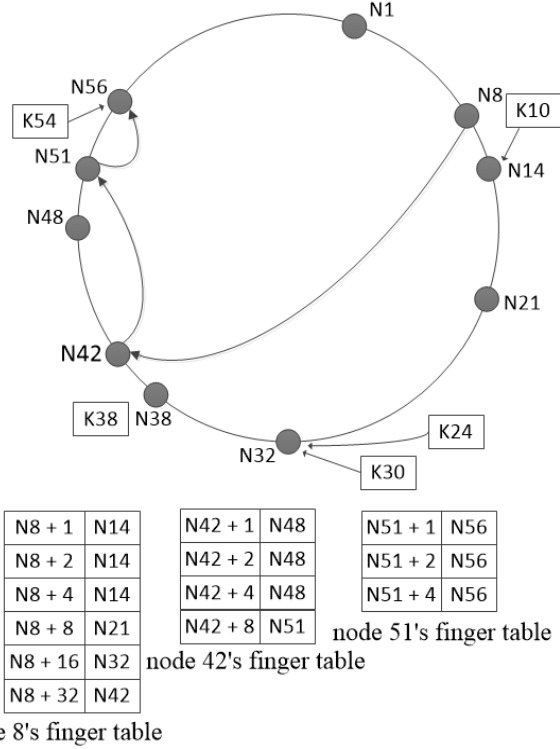 N1
N56
N8
K10
K54
N51
N14
N48
N21
N42
K38
N38
K24
N32
K30
N8 + 1 N14
N8 + 2 N14
N8 + 4 N14
N8 + 8 N21
N8 + 16 N32
N8 + 32 N42
e 8's finger table
N42 + 1 N48
N42 + 2 N48
N42 + 4 N48
N42 + 8 N51
node 42's finger table
N51 + 1 N56
N51 + 2 N56
N51 + 4 N56
node 51's finger table